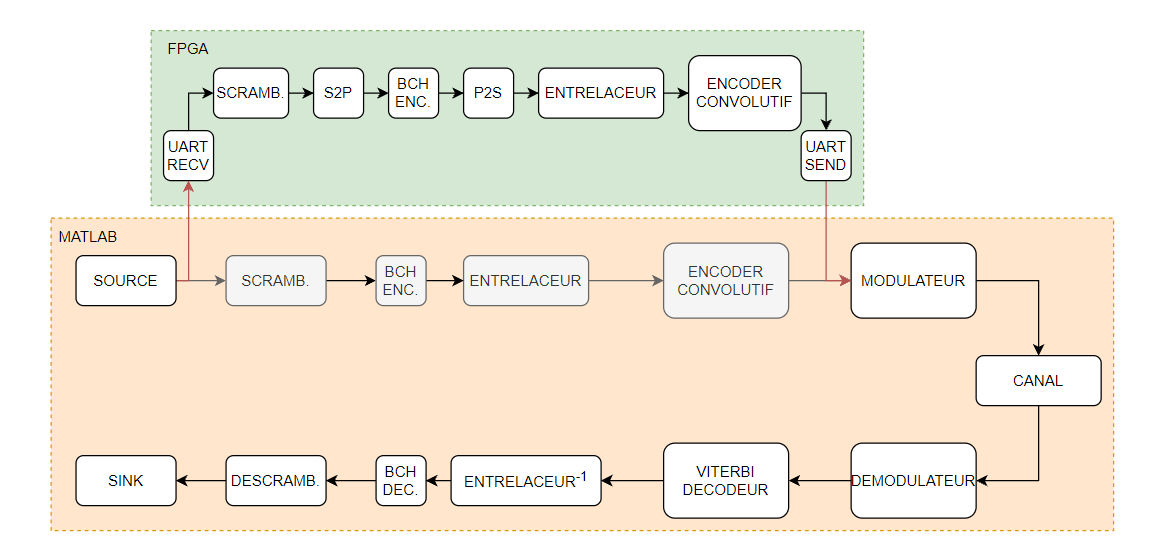 FPGA
SCRAMB.
S2P
BCH
ENC.
P2S
ENTRELACEUR
ENCODER
CONVOLUTIF
UART
RECV
UART
SEND
MATLAB
SOURCE
SCRAMB.
BCH
ENC.
ENTRELACEUR
ENCODER
CONVOLUTIF
MODULATEUR
CANAL
SINK
DESCRAMB.
BCH
DEC.
ENTRELACEUR-1
VITERBI
DECODEUR
DEMODULATEUR